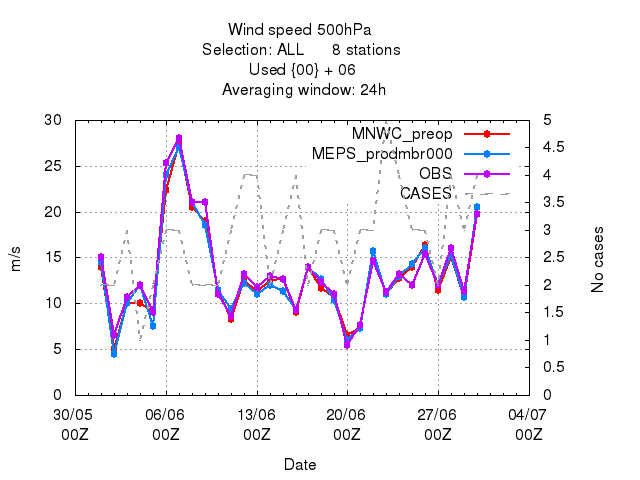 Wind speed 500hPa
Selection: ALL 8 stations
Used {00} + 06
Averaging window: 24h
30 5
MNWC_preop
4.5
MEPS_prodmbr000
25
OBS 4
CASES
20 3.5
3
15
m/s
2.5
No cases
10 2
1.5
1
5
0.5
0 0
30/05 06/06 13/06 20/06 27/06 04/07
00Z 00Z 00Z 00Z 00Z 00Z
Date